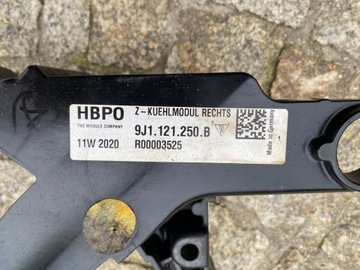 HBPO
THE MODULE COMPANY
Z-KUEHLMODUL RECHTS
9J1.121.250.B
11W 2020 R00003525
Made in Germany